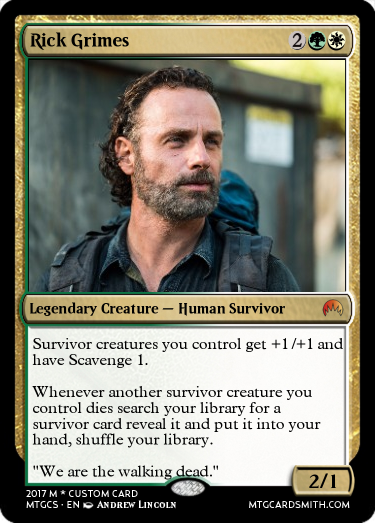 Rick Grimes 2
Legendary Creature — Human Survivor
Survivor creatures you control get +1/+1 and
have Scavenge 1.
Whenever another survivor creature you
control dies search your library for a
survivor card reveal it and put it into your
hand, shuffle your library.
"We are the walking dead."
2/1
2017 M * CUSTOM CARD
MTGCS · EN ANDREW LINCOLN
MTGCARDSMITH.COM